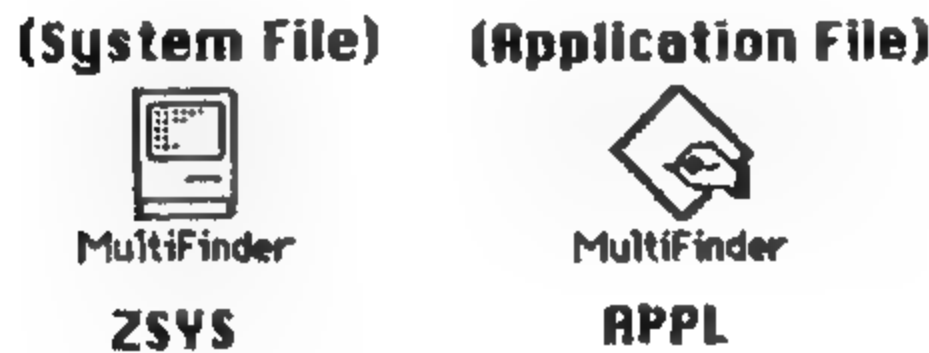 (System File) (Application File)
MultiFinder MultiFinder
ZSYS APPL